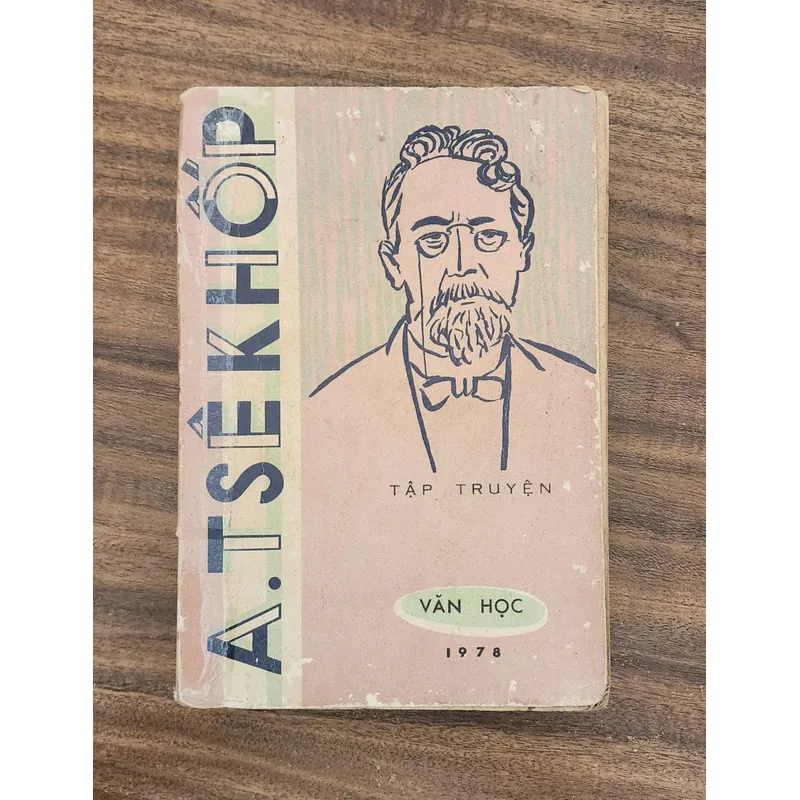 A.TSÊKHỐP
TẬP TRUYỆN
VĂN HỌC
1978